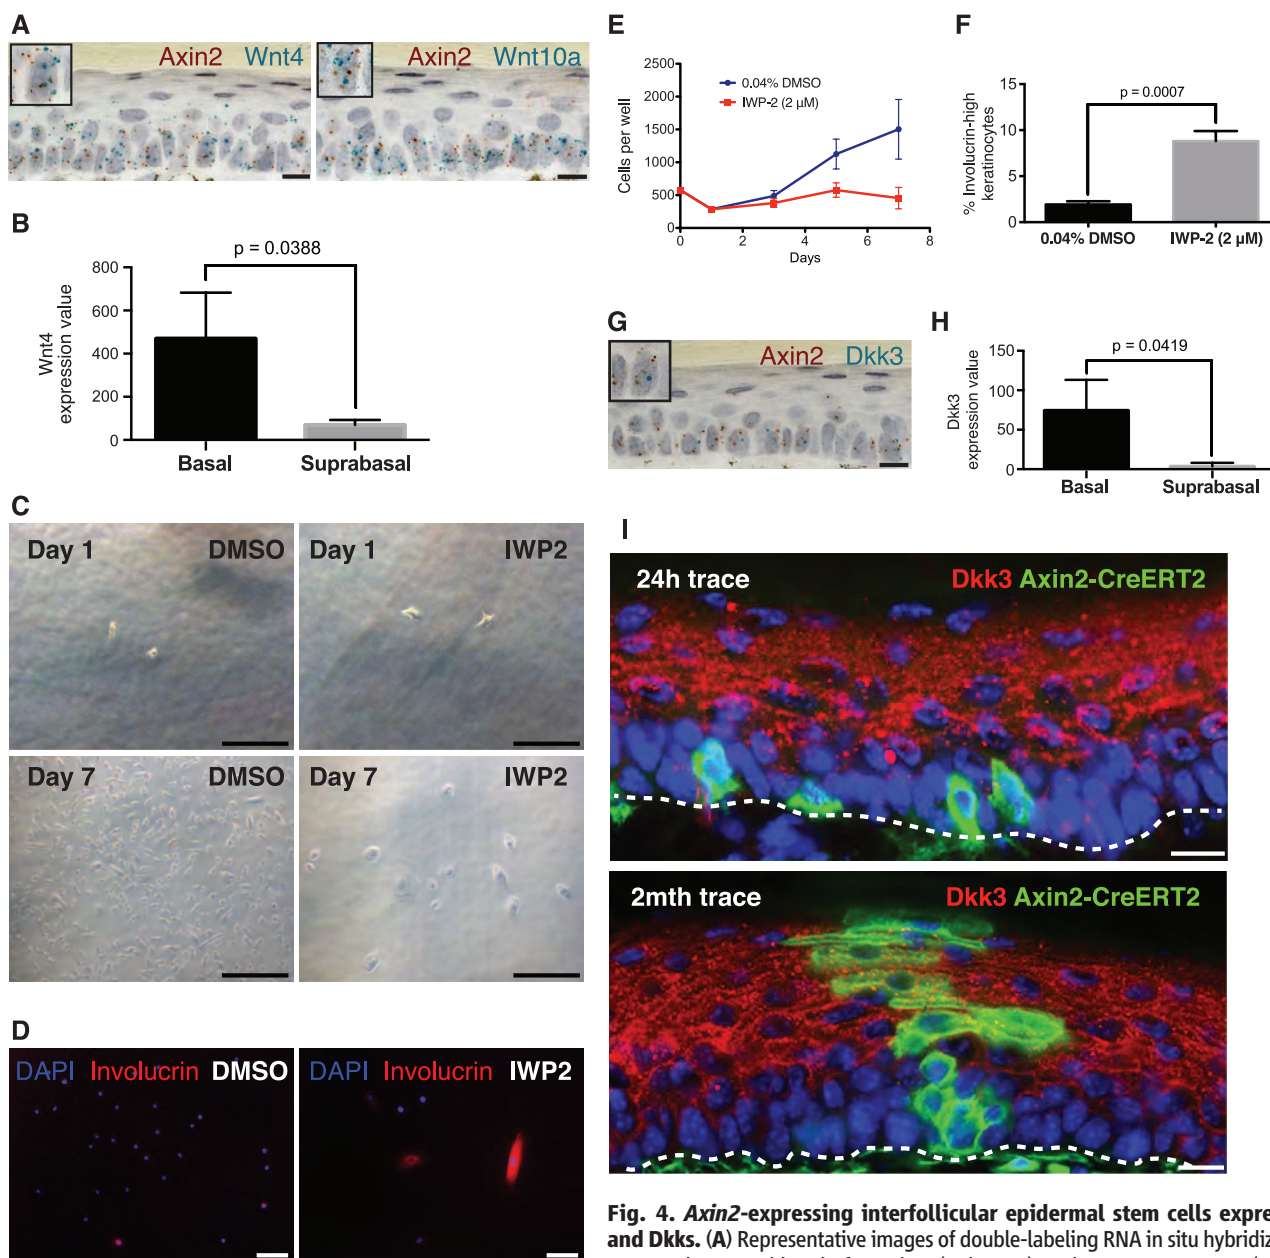 A
Axin2 Wnt4
Axin2 Wnt10a
B
p = 0.0388
Wnt4
expression value
800
600
400
200
0
Basal
Suprabasal
C
Day 1 DMSO
Day 1 IWP2
Day 7 DMSO
Day 7 IWP2
D
DAPI Involucrin DMSO
DAPI Involucrin IWP2
E
2500
2000
1500
1000
500
0
Cells per well
0.04% DMSO
IWP-2 (2 µM)
0 2 4 6 8
Days
F
15
10
5
0
% Involucrin-high
keratinocytes
p = 0.0007
0.04% DMSO
IWP-2 (2 µM)
G
Axin2 Dkk3
H
150
100
50
0
Dkk3
expression value
p = 0.0419
Basal
Suprabasal
I
24h trace Dkk3 Axin2-CreERT2
2mth trace Dkk3 Axin2-CreERT2
Fig. 4. Axin2-expressing interfollicular epidermal stem cells expre
and Dkks. (A) Representative images of double-labeling RNA in situ hybridiz